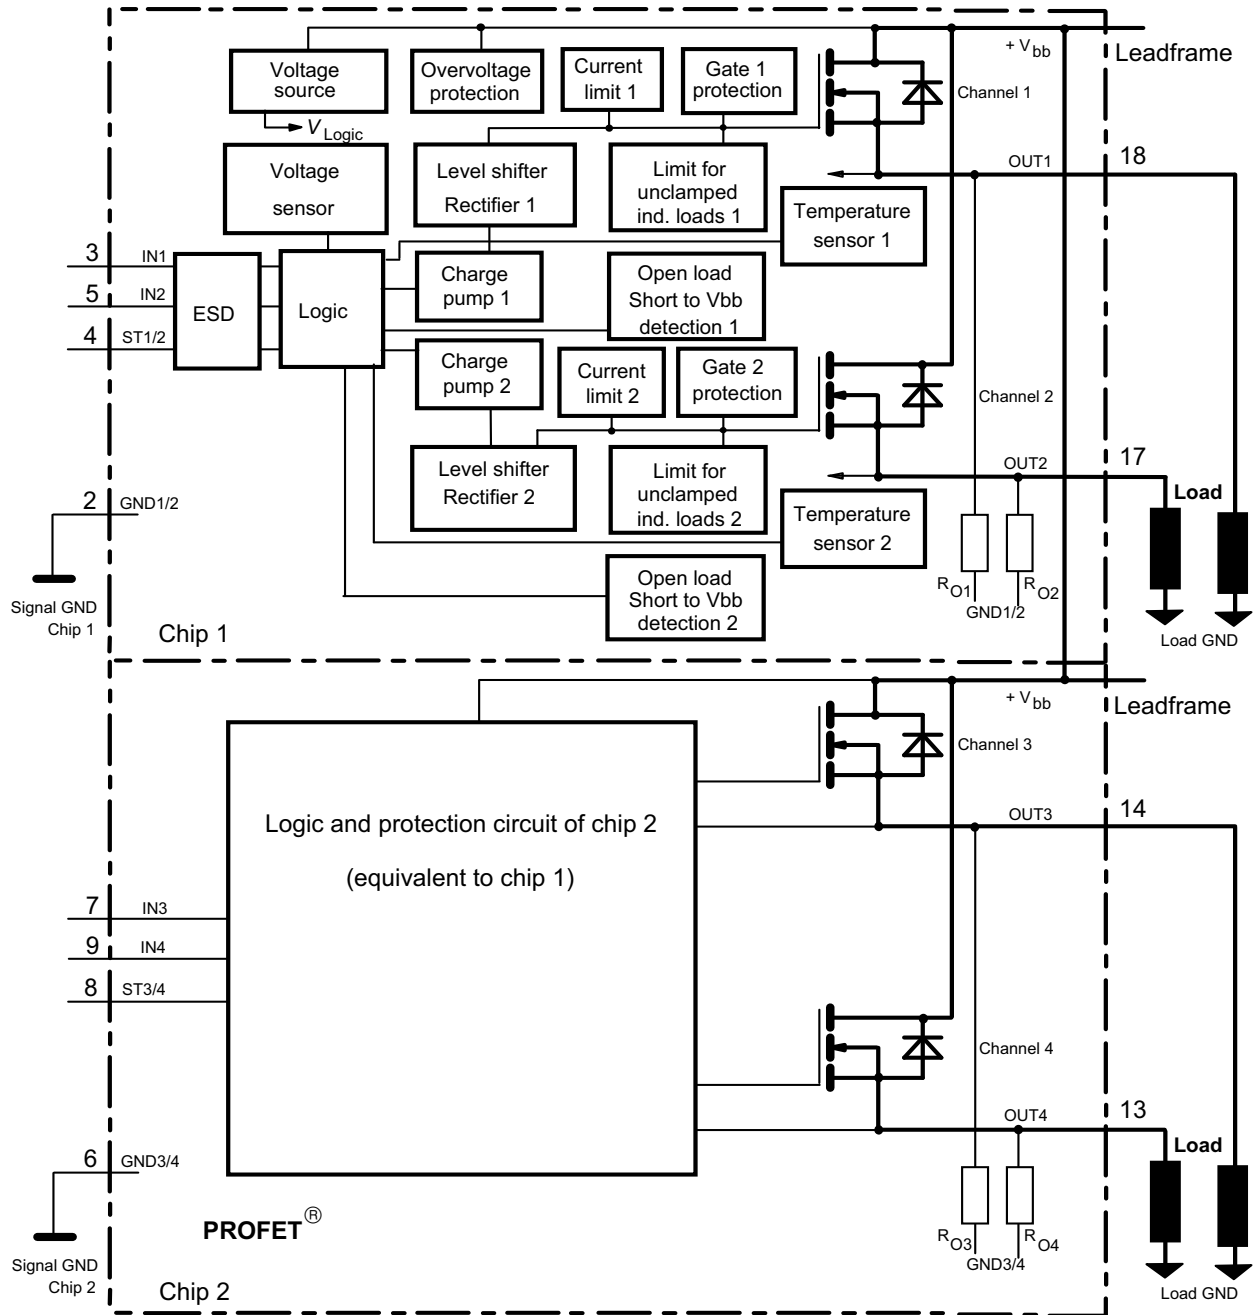 + Vbb
Leadframe
Voltage
source
Overvoltage
protection
Current
limit 1
Gate 1
protection
Channel 1
VLogic
Voltage
sensor
Level shifter
Rectifier 1
Limit for
unclamped
ind. loads 1
OUT1
18
Temperature
sensor 1
3
IN1
5
IN2
4
ST1/2
ESD
Logic
Charge
pump 1
Open load
Short to Vbb
detection 1
Charge
pump 2
Current
limit 2
Gate 2
protection
Channel 2
Level shifter
Rectifier 2
Limit for
unclamped
ind. loads 2
OUT2
17
Load
2
GND1/2
Temperature
sensor 2
RO1
RO2
GND1/2
Signal GND
Chip 1
Open load
Short to Vbb
detection 2
Load GND
Chip 1
+ Vbb
Leadframe
Channel 3
Logic and protection circuit of chip 2
(equivalent to chip 1)
OUT3
14
7
IN3
9
IN4
8
ST3/4
Channel 4
OUT4
13
Load
6
GND3/4
RO3
RO4
GND3/4
PROFET®
Signal GND
Chip 2
Chip 2
Load GND